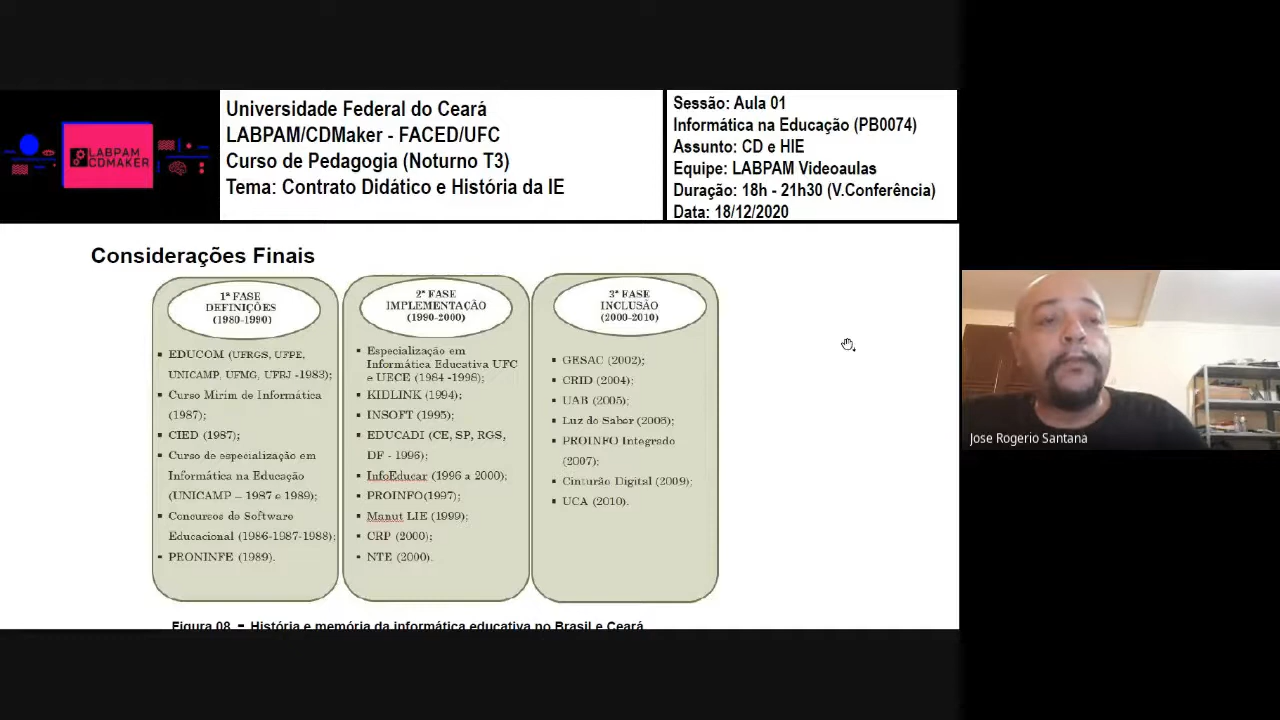 LABPAM
CDMAKER
Universidade Federal do Ceará
LABPAM/CDMaker - FACED/UFC
Curso de Pedagogia (Noturno T3)
Tema: Contrato Didático e História da IE
Sessão: Aula 01
Informática na Educação (PB0074)
Assunto: CD e HIE
Equipe: LABPAM Videoaulas
Duração: 18h - 21h30 (V.Conferência)
Data: 18/12/2020
Considerações Finais
1ª FASE
DEFINIÇÕES
(1980-1990)
▪ EDUCOM (UFRGS, UFPE,
UNICAMP, UFMG, UFRJ -1983);
▪ Curso Mirim de Informática
(1987);
▪ CIED (1987);
▪ Curso de especialização em
Informática na Educação
(UNICAMP – 1987 e 1989);
▪ Concursos de Software
Educacional (1986-1987-1988);
▪ PRONINFE (1989).
2ª FASE
IMPLEMENTAÇÃO
(1990-2000)
▪ Especialização em
Informática Educativa UFC
e UECE (1984 -1998);
▪ KIDLINK (1994);
▪ INSOFT (1995);
▪ EDUCADI (CE, SP, RGS,
DF - 1996);
▪ InfoEducar (1996 a 2000);
▪ PROINFO(1997);
▪ Manut LIE (1999);
▪ CRP (2000);
▪ NTE (2000).
3ª FASE
INCLUSÃO
(2000-2010)
▪ GESAC (2002);
▪ CRID (2004);
▪ UAB (2005);
▪ Luz do Saber (2006);
▪ PROINFO Integrado
(2007);
▪ Cinturão Digital (2009);
▪ UCA (2010).
Figura 08 – História e memória da informática educativa no Brasil e Ceará
Jose Rogerio Santana